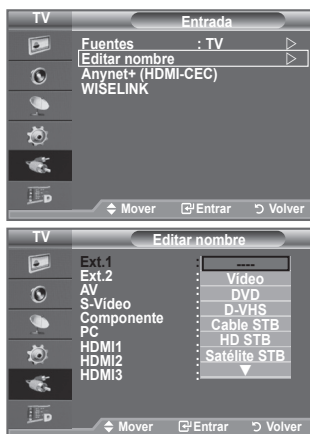 TV Entrada
Fuentes : TV
Editar nombre
Anynet+ (HDMI-CEC)
WISELINK
Mover Entrar Volver
TV Editar nombre
Ext.1 : ----
Ext.2 : Vídeo
AV : DVD
S-Vídeo : D-VHS
Componente : Cable STB
PC : HD STB
HDMI1 : Satélite STB
HDMI2 :
HDMI3 :
Mover Entrar Volver